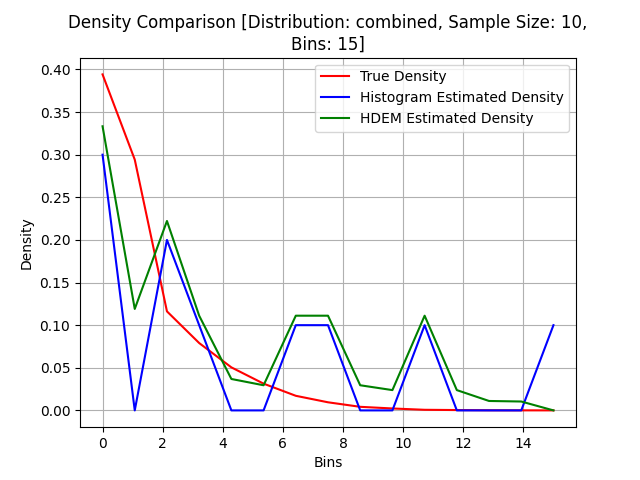 Density Comparison [Distribution: combined, Sample Size: 10,
Bins: 15]
True Density
Histogram Estimated Density
HDEM Estimated Density
Density
0.40
0.35
0.30
0.25
0.20
0.15
0.10
0.05
0.00
0 2 4 6 8 10 12 14
Bins